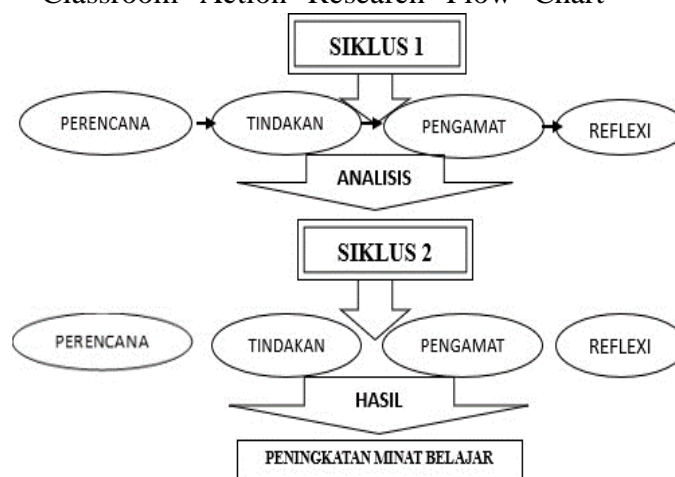 Classroom Action Research Flow Chart
SIKLUS 1
PERENCANA TINDAKAN PENGAMAT REFLEXI
ANALISIS
SIKLUS 2
PERENCANA TINDAKAN PENGAMAT REFLEXI
HASIL
PENINGKATAN MINAT BELAJAR